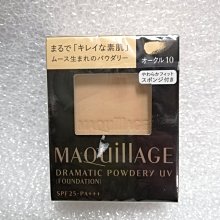 まるで「キレイな素肌」
ムース生まれのパウダリー
オークル 10
やわらかフィット
スポンジ付き
MAQUillAGE
DRAMATIC POWDERY UV
(FOUNDATION)
SPF25・PA+++